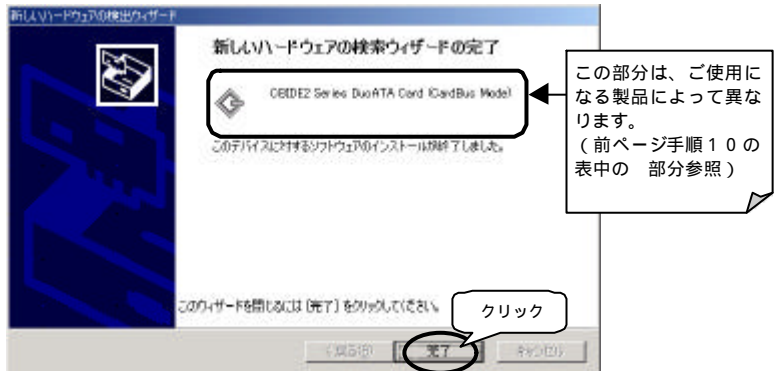 新しいハードウェアの検出ウィザード
新しいハードウェアの検索ウィザードの完了
CBIDE2 Series DuoATA Card (CardBus Mode)
このデバイスに対するソフトウェアのインストールが終了しました。
このウィザードを閉じるには [完了] をクリックしてください。
< 戻る(B)
完了
キャンセル
クリック
この部分は、ご使用に
なる製品によって異な
ります。
(前ページ手順10の
表中の　部分参照)